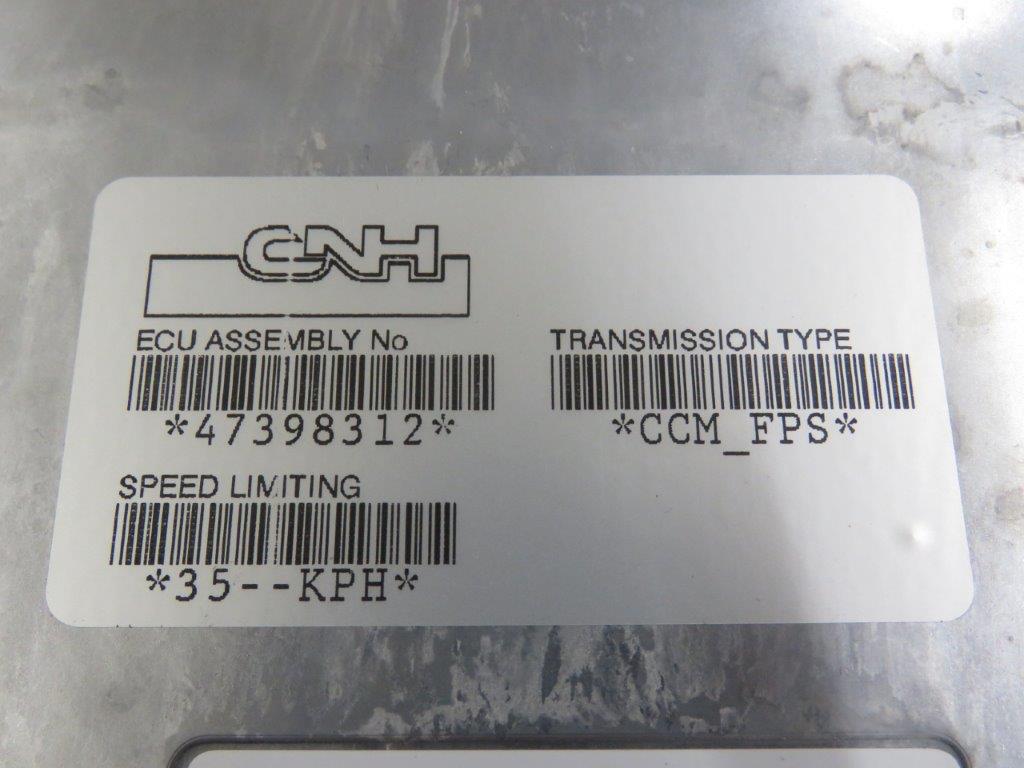 CNH
ECU ASSEMBLY No
*47398312*
TRANSMISSION TYPE
*CCM_FPS*
SPEED LIMITING
*35--KPH*